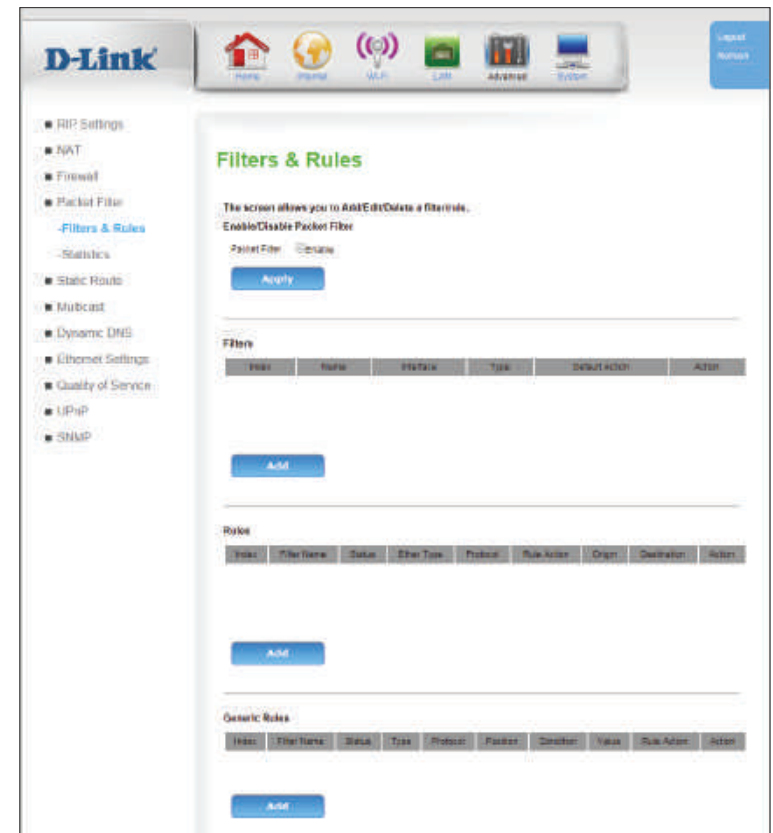 D-Link
Home Internet Wi-Fi LAN Advanced System
Logout
Refresh
RIP Settings
NAT
Firewall
Packet Filter
-Filters & Rules
-Statistics
Static Route
Multicast
Dynamic DNS
Ethernet Settings
Quality of Service
UPnP
SNMP
Filters & Rules
The screen allows you to Add/Edit/Delete a filter/rule.
Enable/Disable Packet Filter
Packet Filter Enable
Apply
Filters
Index Name Interface Type Default Action Action
Add
Rules
Index Filter Name Status Ether Type Protocol Rule Action Origin Destination Action
Add
Generic Rules
Index Filter Name Status Type Protocol Position Condition Value Rule Action Action
Add